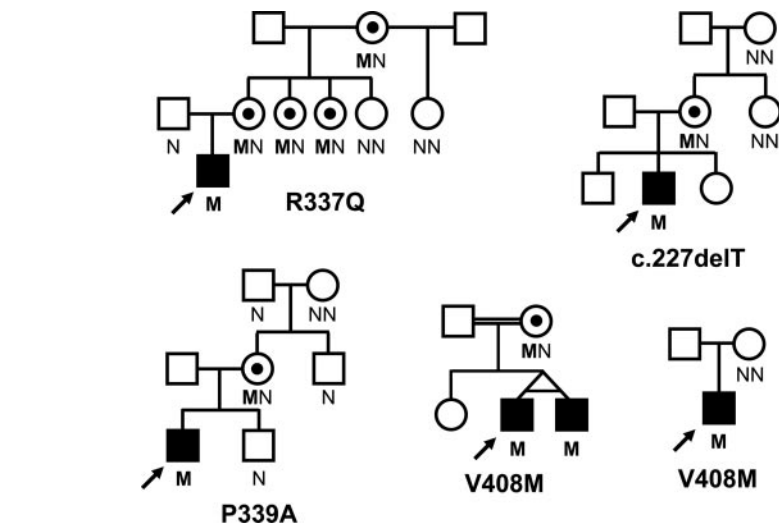 MN
N MN MN MN NN NN
M
R337Q
NN
MN NN
M
c.227delT
N NN
MN N
M N
P339A
MN
M M
V408M
NN
M
V408M